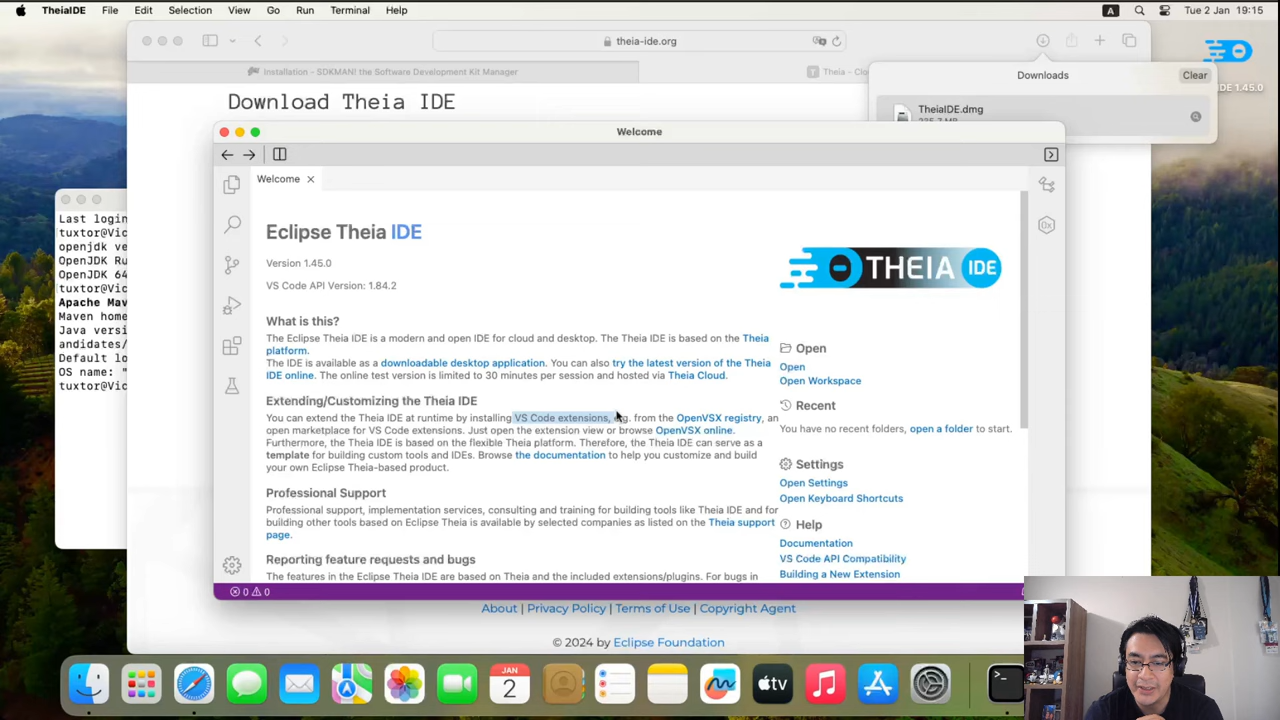 TheiaIDE File Edit Selection View Go Run Terminal Help A Tue 2 Jan 19:15
theia-ide.org
Installation - SDKMAN! the Software Development Kit Manager
T Theia - Clo
Downloads
Clear
TheiaIDE.dmg
IDE 1.45.0
Download Theia IDE
Last login
tuxtor@Vic
openjdk ve
OpenJDK Ru
OpenJDK 64
tuxtor@Vic
Apache Mav
Maven home
Java versi
andidates/
Default lo
OS name: "
tuxtor@Vic
Welcome
Welcome
Eclipse Theia IDE
Version 1.45.0
VS Code API Version: 1.84.2
THEIA IDE
What is this?
The Eclipse Theia IDE is a modern and open IDE for cloud and desktop. The Theia IDE is based on the Theia
platform.
The IDE is available as a downloadable desktop application. You can also try the latest version of the Theia
IDE online. The online test version is limited to 30 minutes per session and hosted via Theia Cloud.
Extending/Customizing the Theia IDE
You can extend the Theia IDE at runtime by installing VS Code extensions, e.g. from the OpenVSX registry, an
open marketplace for VS Code extensions. Just open the extension view or browse OpenVSX online.
Furthermore, the Theia IDE is based on the flexible Theia platform. Therefore, the Theia IDE can serve as a
template for building custom tools and IDEs. Browse the documentation to help you customize and build
your own Eclipse Theia-based product.
Professional Support
Professional support, implementation services, consulting and training for building tools like Theia IDE and for
building other tools based on Eclipse Theia is available by selected companies as listed on the Theia support
page.
Reporting feature requests and bugs
The features in the Eclipse Theia IDE are based on Theia and the included extensions/plugins. For bugs in
Open
Open
Open Workspace
Recent
You have no recent folders, open a folder to start.
Settings
Open Settings
Open Keyboard Shortcuts
Help
Documentation
VS Code API Compatibility
Building a New Extension
0 0
About | Privacy Policy | Terms of Use | Copyright Agent
© 2024 by Eclipse Foundation
JAN
2
tv
>_